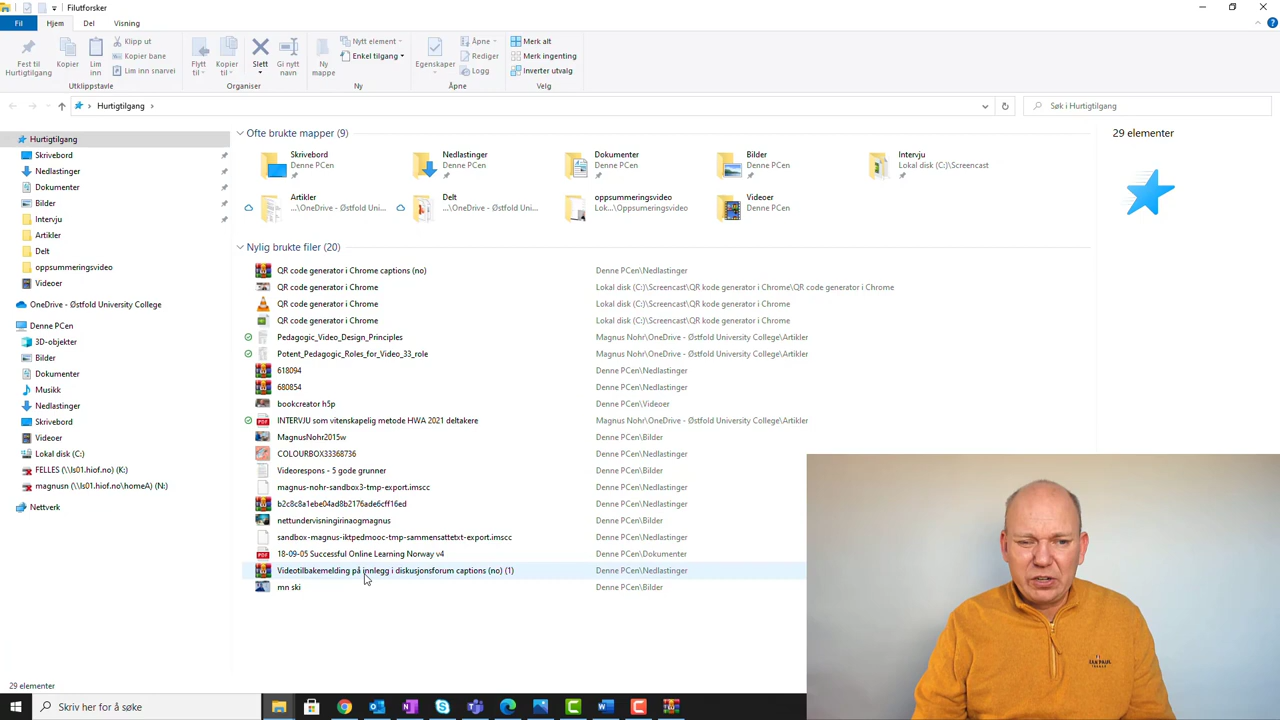 Filutforsker
Fil Hjem Del Visning
Fest til Hurtigtilgang
Kopier
Lim inn
Klipp ut
Kopier bane
Lim inn snarvei
Utklippstavle
Flytt til
Kopier til
Slett
Gi nytt navn
Organiser
Ny mappe
Nytt element
Enkel tilgang
Ny
Egenskaper
Åpne
Rediger
Logg
Åpne
Merk alt
Merk ingenting
Inverter utvalg
Velg
Hurtigtilgang
Søk i Hurtigtilgang
Hurtigtilgang
Skrivebord
Nedlastinger
Dokumenter
Bilder
Intervju
Artikler
Delt
oppsummeringsvideo
Videoer
OneDrive - Østfold University College
Denne PCen
3D-objekter
Bilder
Dokumenter
Musikk
Nedlastinger
Skrivebord
Videoer
Lokal disk (C:)
FELLES (\\ls01.hiof.no) (K:)
magnusn (\\ls01.hiof.no\homeA) (N:)
Nettverk
Ofte brukte mapper (9)
Skrivebord
Denne PCen
Nedlastinger
Denne PCen
Dokumenter
Denne PCen
Bilder
Denne PCen
Intervju
Lokal disk (C:)\Screencast
Artikler
...\OneDrive - Østfold Uni...
Delt
...\OneDrive - Østfold Uni...
oppsummeringsvideo
Lok...\Oppsumeringsvideo
Videoer
Denne PCen
Nylig brukte filer (20)
QR code generator i Chrome captions (no) Denne PCen\Nedlastinger
QR code generator i Chrome Lokal disk (C:)\Screencast\QR kode generator i Chrome\QR code generator i Chrome
QR code generator i Chrome Lokal disk (C:)\Screencast\QR kode generator i Chrome
QR code generator i Chrome Lokal disk (C:)\Screencast\QR kode generator i Chrome
Pedagogic_Video_Design_Principles Magnus Nohr\OneDrive - Østfold University College\Artikler
Potent_Pedagogic_Roles_for_Video_33_role Magnus Nohr\OneDrive - Østfold University College\Artikler
618094 Denne PCen\Nedlastinger
680854 Denne PCen\Nedlastinger
bookcreator h5p Denne PCen\Videoer
INTERVJU som vitenskapelig metode HWA 2021 deltakere Magnus Nohr\OneDrive - Østfold University College\Artikler
MagnusNohr2015w Denne PCen\Bilder
COLOURBOX33368736 Denne PCen\Nedlastinger
Videorespons - 5 gode grunner Denne PCen\Bilder
magnus-nohr-sandbox3-tmp-export.imscc Denne PCen\Nedlastinger
b2c8c8a1ebe04ad8b2176ade6cff16ed Denne PCen\Nedlastinger
nettundervisningirinaogmagnus Denne PCen\Bilder
sandbox-magnus-iktpedmooc-tmp-sammensattetxt-export.imscc Denne PCen\Nedlastinger
18-09-05 Successful Online Learning Norway v4 Denne PCen\Dokumenter
Videotilbakemelding på innlegg i diskusjonsforum captions (no) (1) Denne PCen\Nedlastinger
mn ski Denne PCen\Bilder
29 elementer
29 elementer
Skriv her for å søke